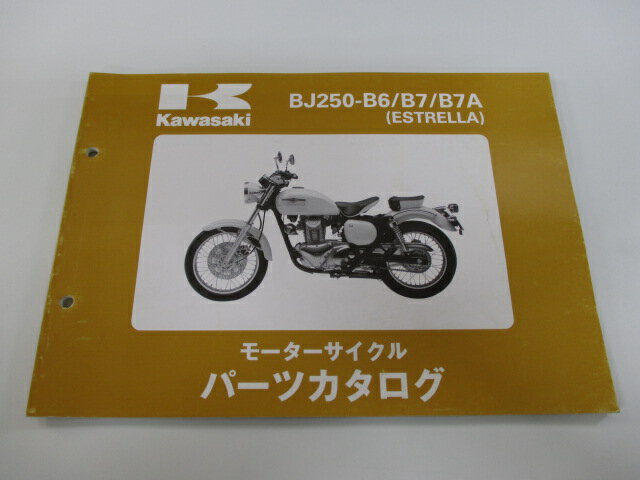 Kawasaki
BJ250-B6/B7/B7A
(ESTRELLA)
モーターサイクル
パーツカタログ